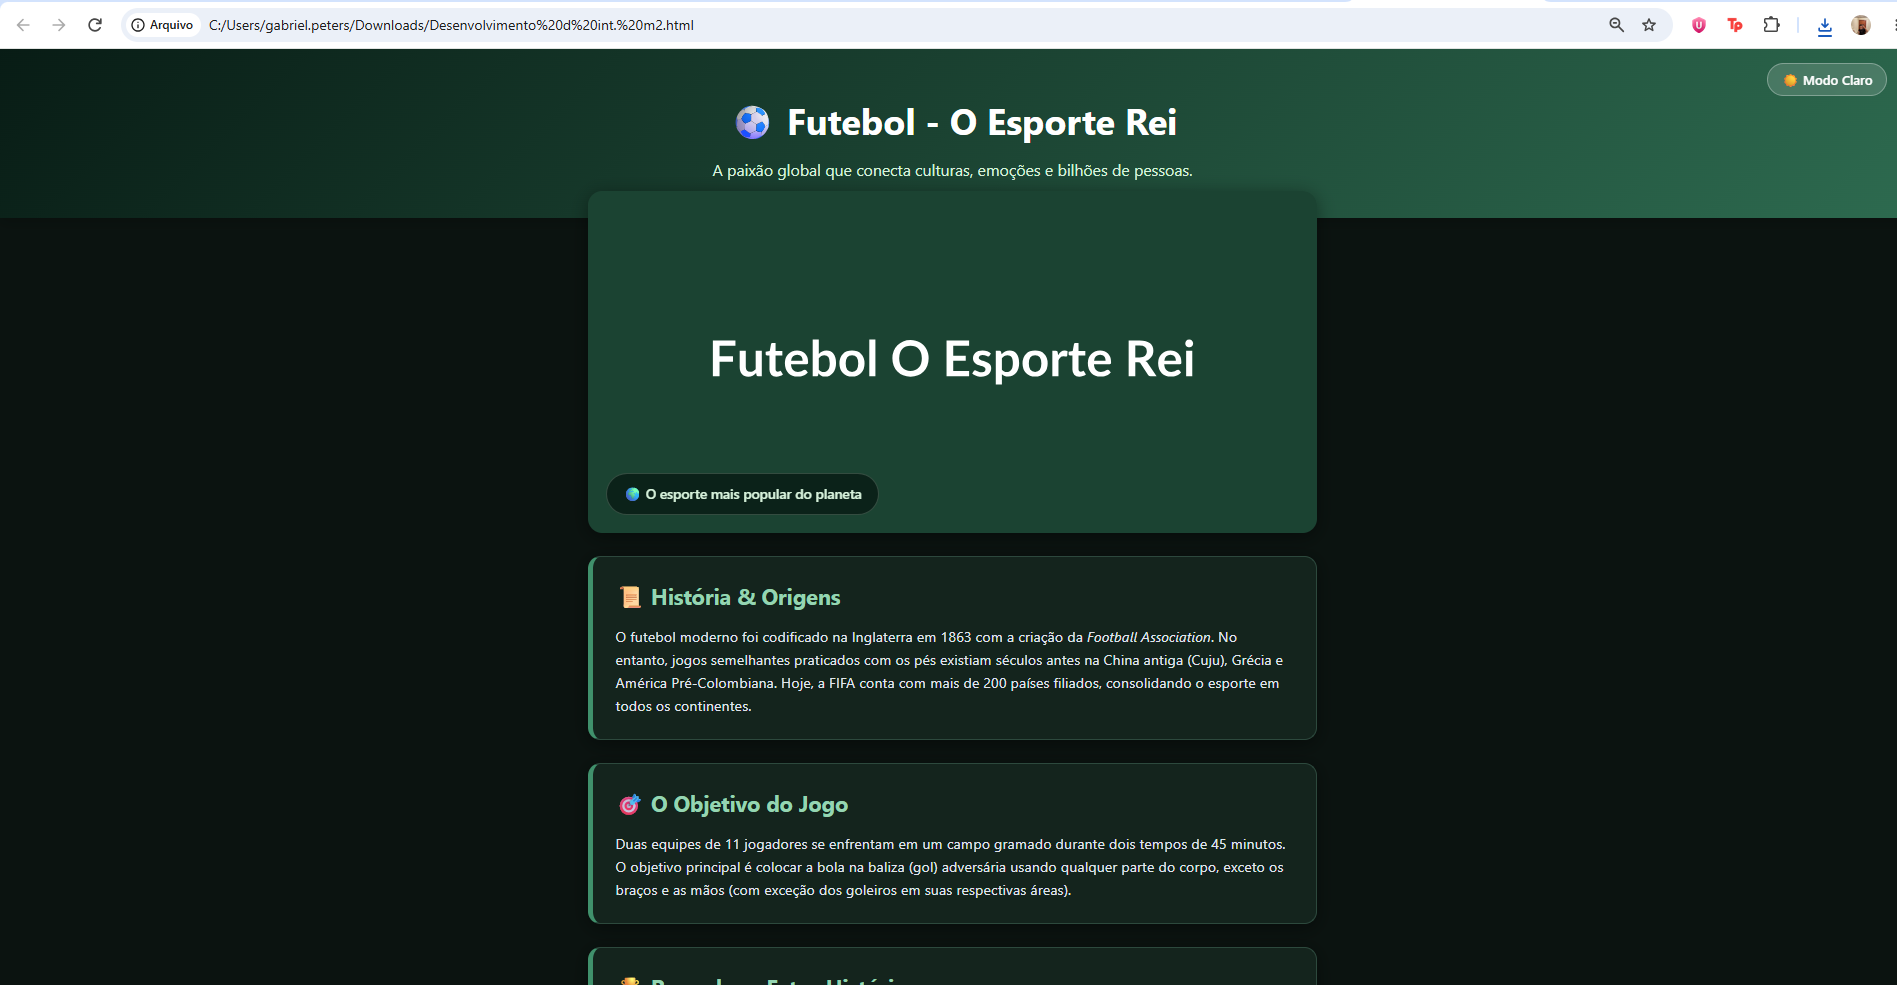 Arquivo
C:/Users/gabriel.peters/Downloads/Desenvolvimento%20d%20int.%20m2.html
Tp
Modo Claro
Futebol - O Esporte Rei
A paixão global que conecta culturas, emoções e bilhões de pessoas.
Futebol O Esporte Rei
O esporte mais popular do planeta
História & Origens
O futebol moderno foi codificado na Inglaterra em 1863 com a criação da Football Association. No
entanto, jogos semelhantes praticados com os pés existiam séculos antes na China antiga (Cuju), Grécia e
América Pré-Colombiana. Hoje, a FIFA conta com mais de 200 países filiados, consolidando o esporte em
todos os continentes.
O Objetivo do Jogo
Duas equipes de 11 jogadores se enfrentam em um campo gramado durante dois tempos de 45 minutos.
O objetivo principal é colocar a bola na baliza (gol) adversária usando qualquer parte do corpo, exceto os
braços e as mãos (com exceção dos goleiros em suas respectivas áreas).